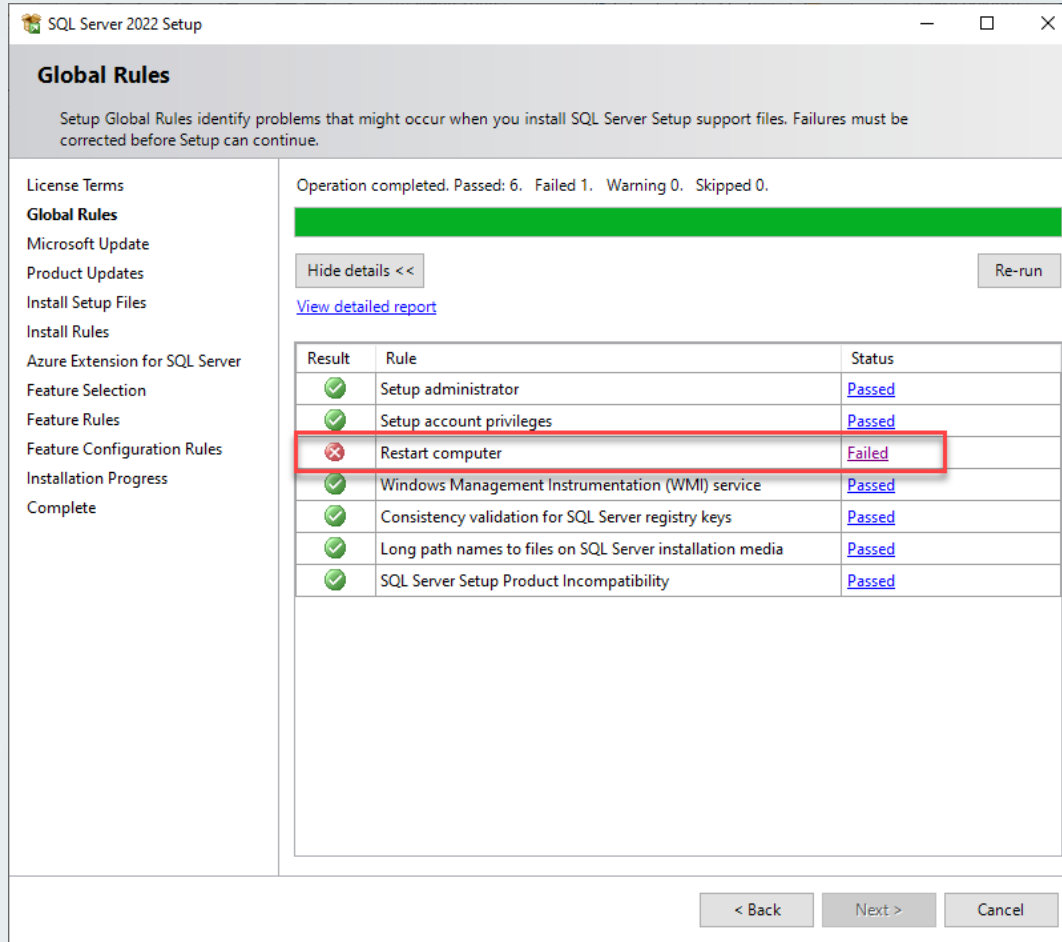 SQL Server 2022 Setup
Global Rules
Setup Global Rules identify problems that might occur when you install SQL Server Setup support files. Failures must be
corrected before Setup can continue.
License Terms
Global Rules
Microsoft Update
Product Updates
Install Setup Files
Install Rules
Azure Extension for SQL Server
Feature Selection
Feature Rules
Feature Configuration Rules
Installation Progress
Complete
Operation completed. Passed: 6. Failed 1. Warning 0. Skipped 0.
Hide details <<
Re-run
View detailed report
Result Rule Status
Setup administrator Passed
Setup account privileges Passed
Restart computer Failed
Windows Management Instrumentation (WMI) service Passed
Consistency validation for SQL Server registry keys Passed
Long path names to files on SQL Server installation media Passed
SQL Server Setup Product Incompatibility Passed
< Back Next > Cancel